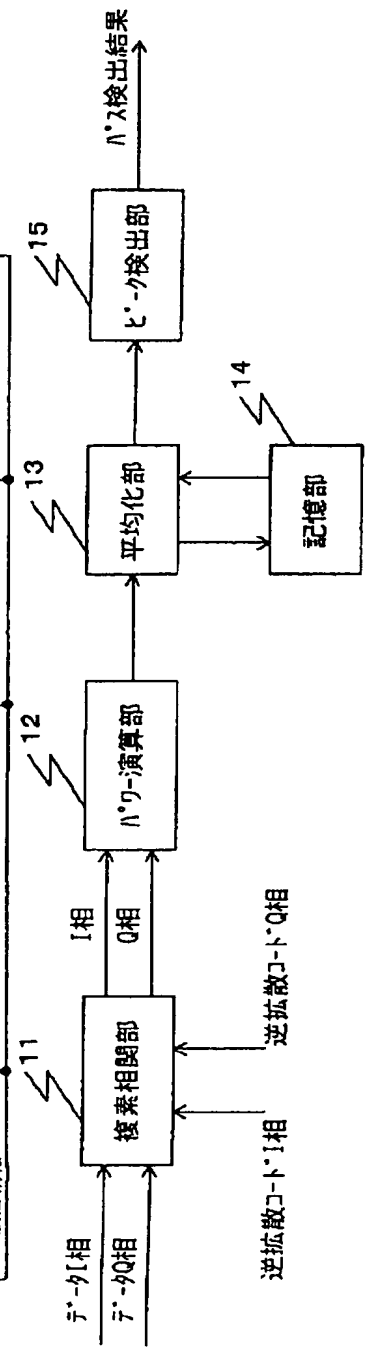 データI相
データQ相
11
複素相関部
逆拡散コードI相
逆拡散コードQ相
I相
Q相
12
パワー演算部
13
平均化部
14
記憶部
15
ピーク検出部
パス検出結果